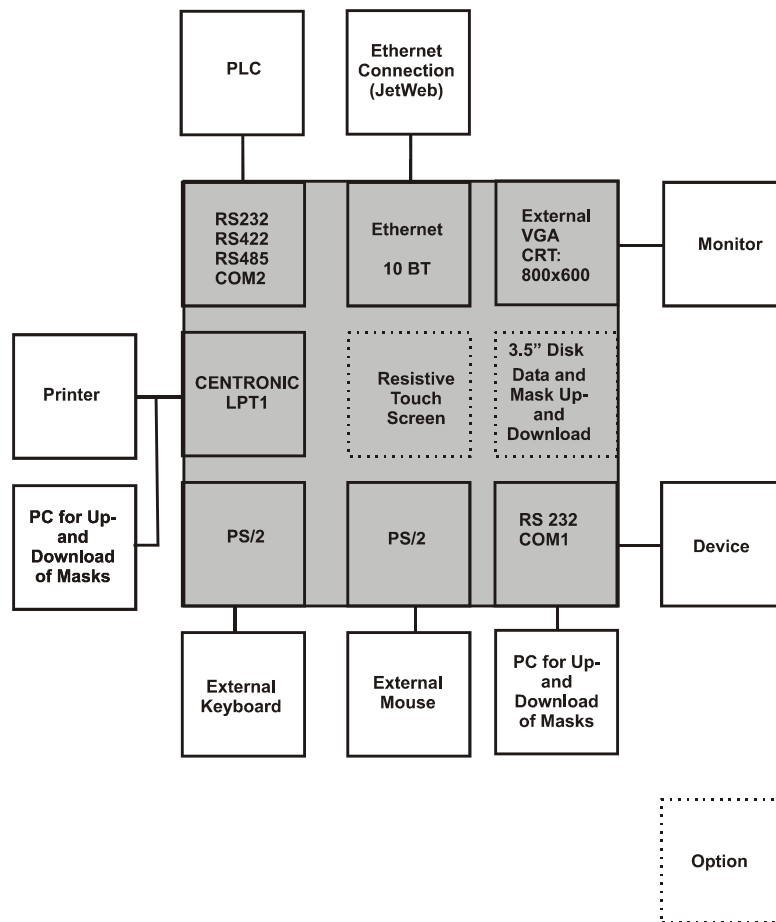 PLC
Ethernet
Connection
(JetWeb)
RS232
RS422
RS485
COM2
Ethernet
10 BT
External
VGA
CRT:
800x600
Monitor
Printer
CENTRONIC
LPT1
Resistive
Touch
Screen
3.5” Disk
Data and
Mask Up-
and
Download
PC for Up-
and
Download
of Masks
PS/2
PS/2
RS 232
COM1
Device
External
Keyboard
External
Mouse
PC for Up-
and
Download
of Masks
Option